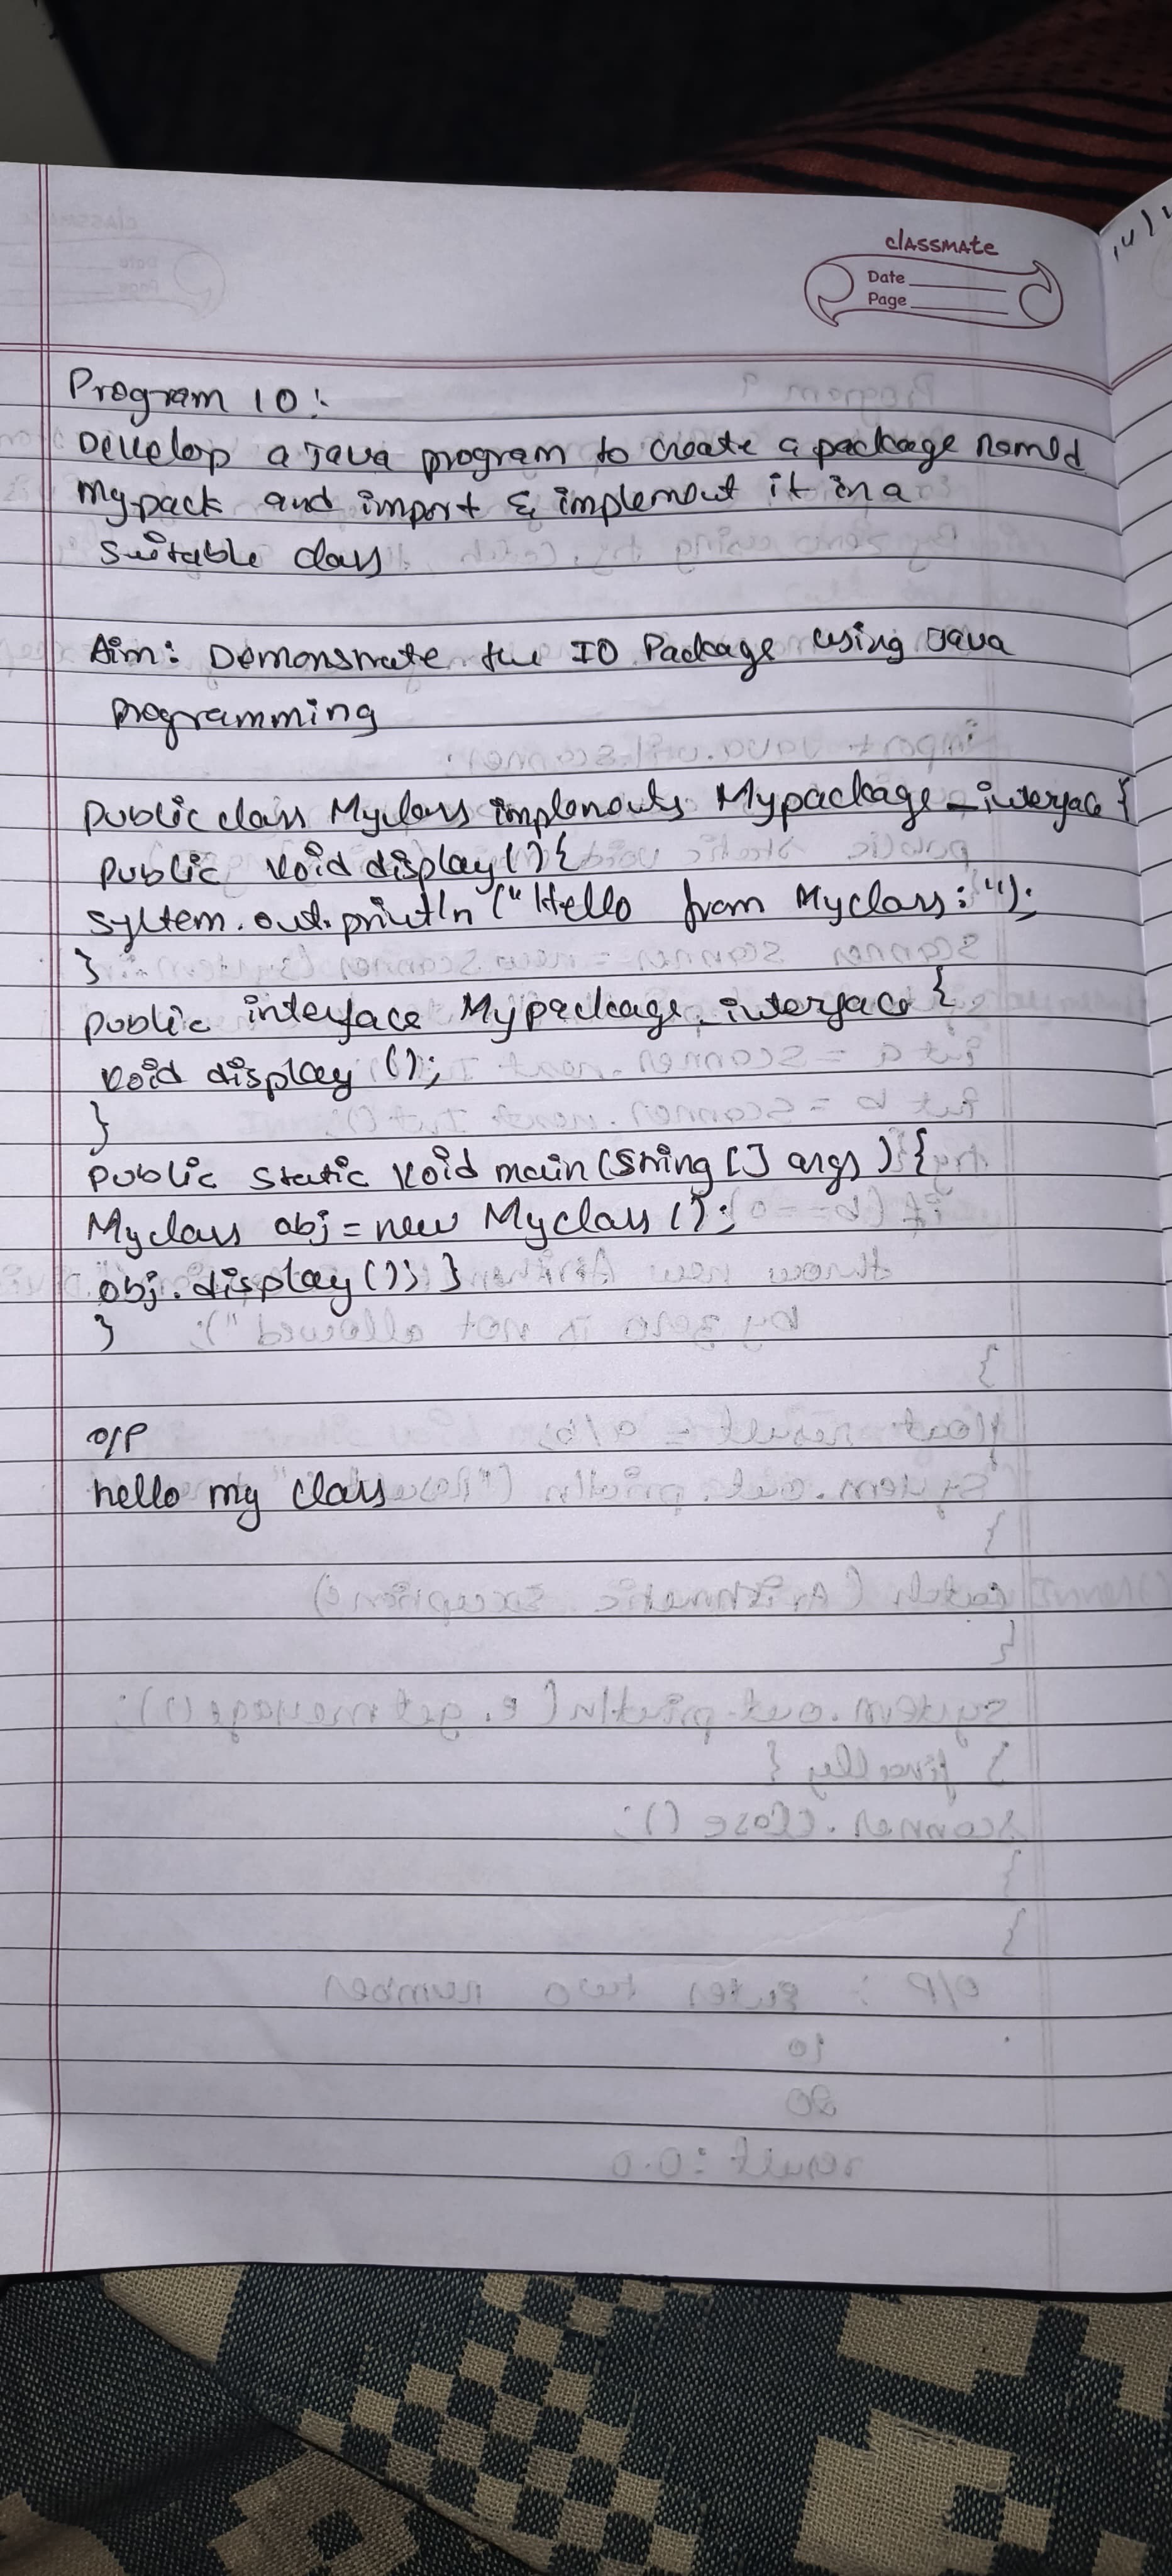 classmate
Date
Page
Program 10:
Develop a Java program to create a package named
mypack and import & implement it in a
suitable class
Aim: Demonstrate the IO Package using Java
programming
Public class Myclass implements Mypackage_interface {
public void display() {
System.out.println ("Hello from Myclass:");
}
public interface Mypackage_interface {
void display ();
}
public static void main (String [] args) {
Myclass obj = new Myclass ();
obj.display(); }
}
O/P
hello my class